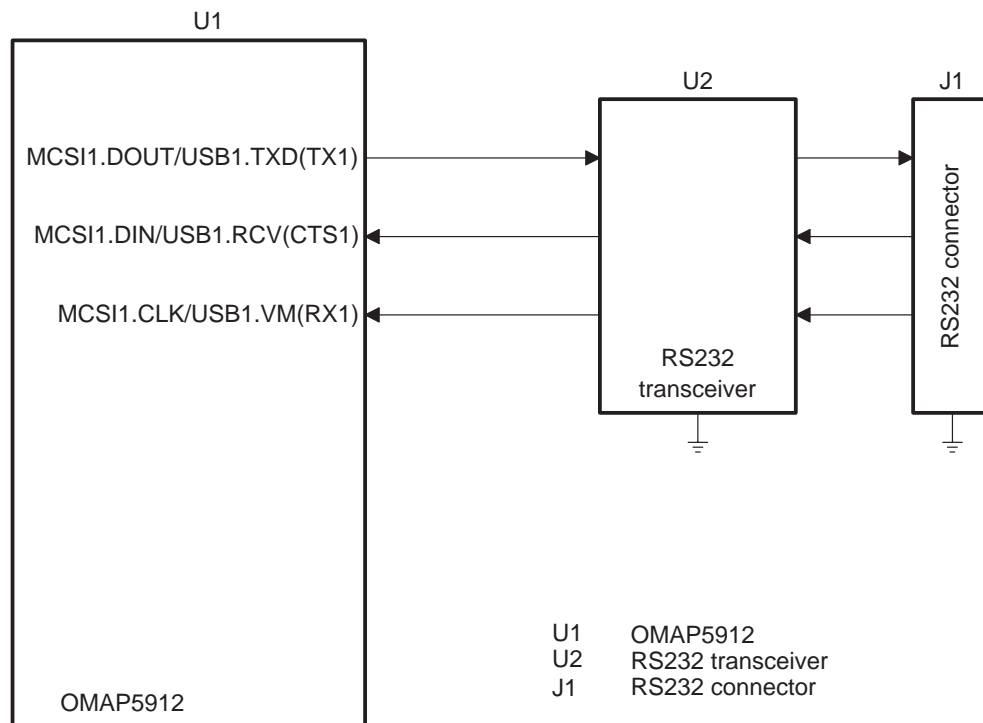 U1
U2
J1
MCSI1.DOUT/USB1.TXD(TX1)
MCSI1.DIN/USB1.RCV(CTS1)
MCSI1.CLK/USB1.VM(RX1)
RS232
transceiver
RS232 connector
U1 OMAP5912
U2 RS232 transceiver
J1 RS232 connector
OMAP5912